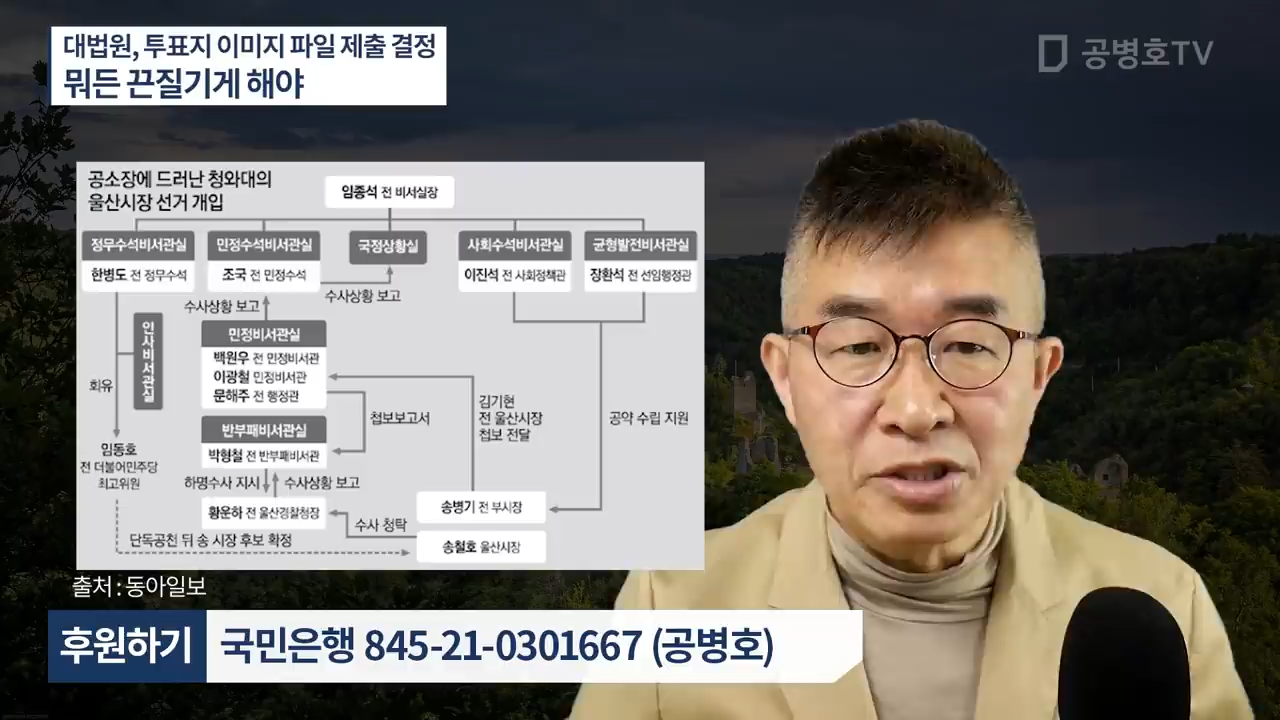 대법원, 투표지 이미지 파일 제출 결정
뭐든 끈질기게 해야
공병호TV
공소장에 드러난 청와대의
울산시장 선거 개입
임종석 전 비서실장
정무수석비서관실
한병도 전 정무수석
민정수석비서관실
조국 전 민정수석
국정상황실
사회수석비서관실
이진석 전 사회정책관
균형발전비서관실
장환석 전 선임행정관
수사상황 보고
수사상황 보고
인사비서관실
회유
민정비서관실
백원우 전 민정비서관
이광철 민정비서관
문해주 전 행정관
첩보보고서
김기현
전 울산시장
첩보 전달
공약 수립 지원
반부패비서관실
박형철 전 반부패비서관
임동호
전 더불어민주당
최고위원
하명수사 지시
수사상황 보고
황운하 전 울산경찰청장
수사 청탁
송병기 전 부시장
송철호 울산시장
단독공천 뒤 송 시장 후보 확정
출처 : 동아일보
후원하기
국민은행 845-21-0301667 (공병호)